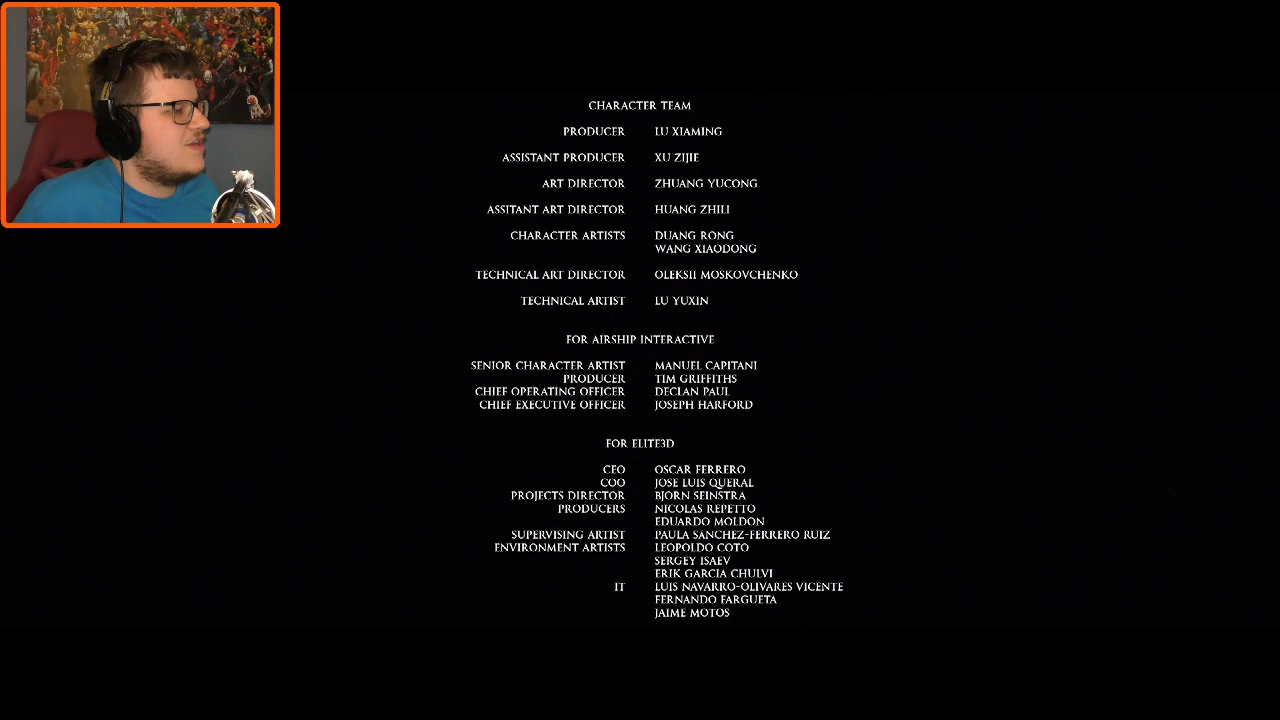 CHARACTER TEAM
PRODUCER LU XIAMING
ASSISTANT PRODUCER XU ZIJIE
ART DIRECTOR ZHUANG YUCONG
ASSITANT ART DIRECTOR HUANG ZHILI
CHARACTER ARTISTS DUANG RONG
WANG XIAODONG
TECHNICAL ART DIRECTOR OLEKSII MOSKOVCHENKO
TECHNICAL ARTIST LU YUXIN
FOR AIRSHIP INTERACTIVE
SENIOR CHARACTER ARTIST MANUEL CAPITANI
PRODUCER TIM GRIFFITHS
CHIEF OPERATING OFFICER DECLAN PAUL
CHIEF EXECUTIVE OFFICER JOSEPH HARFORD
FOR ELITE3D
CEO OSCAR FERRERO
COO JOSE LUIS QUERAL
PROJECTS DIRECTOR BJORN SEINSTRA
PRODUCERS NICOLAS REPETTO
EDUARDO MOLDON
SUPERVISING ARTIST PAULA SÁNCHEZ-FERRERO RUIZ
ENVIRONMENT ARTISTS LEOPOLDO COTO
SERGEY ISAEV
ERIK GARCIA CHULVI
IT LUIS NAVARRO-OLIVARES VICENTE
FERNANDO FARGUETA
JAIME MOTOS